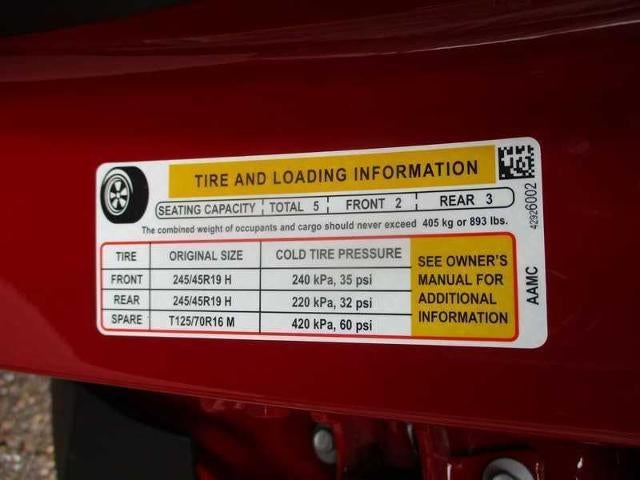 TIRE AND LOADING INFORMATION
SEATING CAPACITY TOTAL 5 FRONT 2 REAR 3
The combined weight of occupants and cargo should never exceed 405 kg or 893 lbs.
TIRE ORIGINAL SIZE COLD TIRE PRESSURE
FRONT 245/45R19 H 240 kPa, 35 psi
REAR 245/45R19 H 220 kPa, 32 psi
SPARE T125/70R16 M 420 kPa, 60 psi
SEE OWNER'S
MANUAL FOR
ADDITIONAL
INFORMATION
42926002
AAMC